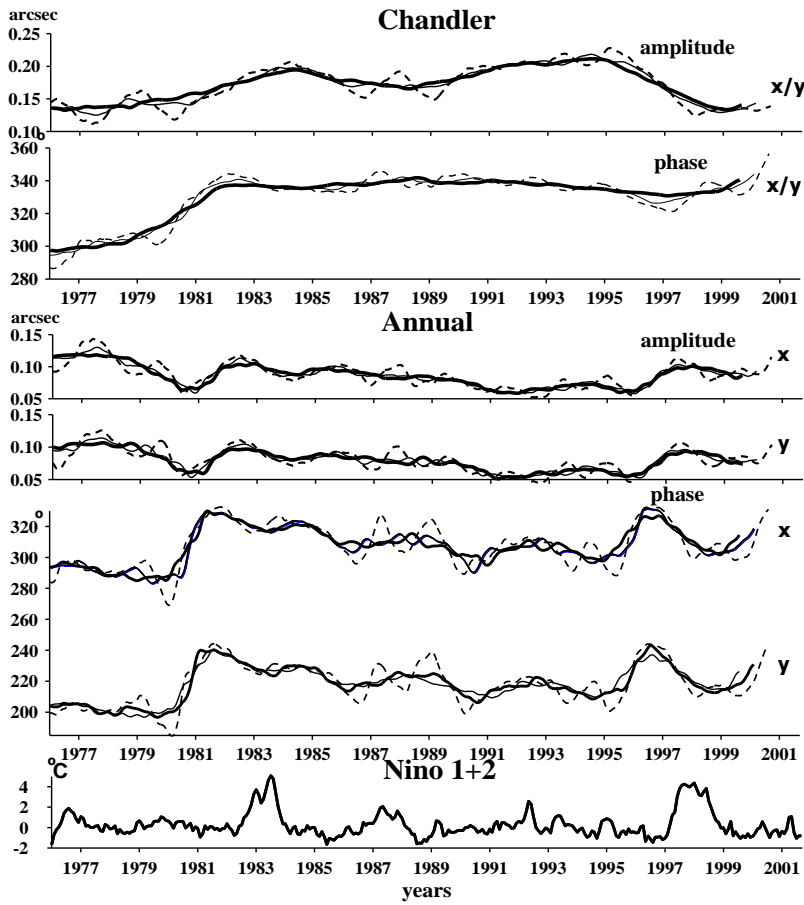 arcsec
Chandler
amplitude
0.25
0.20
x/y
0.15
0.10
o
360
phase
340
x/y
320
300
280
1977 1979 1981 1983 1985 1987 1989 1991 1993 1995 1997 1999 2001
arcsec
Annual
0.15
amplitude
x
0.10
0.05
0.15
y
0.10
0.05
phase
o
x
320
300
280
260
240
y
220
200
1977 1979 1981 1983 1985 1987 1989 1991 1993 1995 1997 1999 2001
oC
Nino 1+2
4
2
0
-2
1977 1979 1981 1983 1985 1987 1989 1991 1993 1995 1997 1999 2001
years